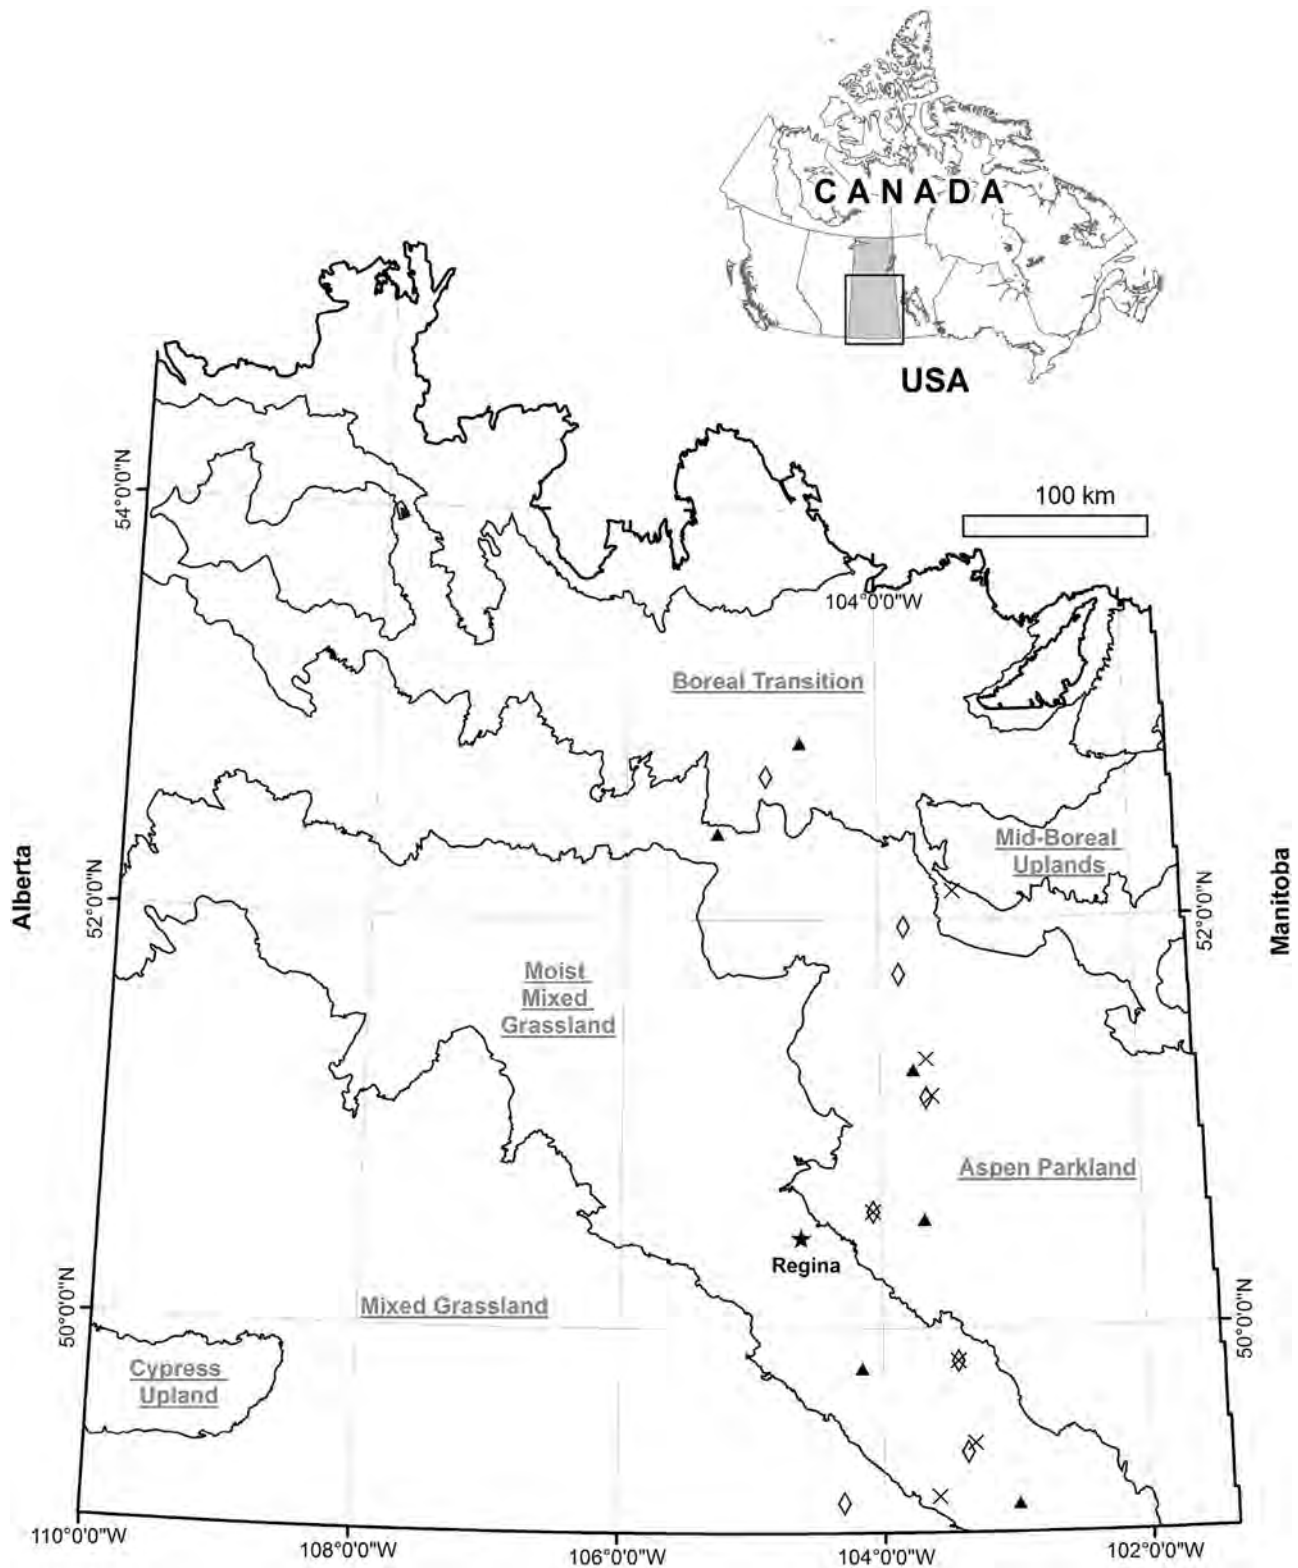 CANADA
USA
100 km
54°0'0"N
104°0'0"W
Boreal Transition
Mid-Boreal
Uplands
Alberta
52°0'0"N
52°0'0"N
Manitoba
Moist
Mixed
Grassland
Aspen Parkland
Regina
Mixed Grassland
50°0'0"N
50°0'0"N
Cypress
Upland
110°0'0"W
108°0'0"W
106°0'0"W
104°0'0"W
102°0'0"W